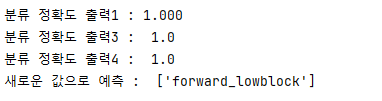 분류 정확도 출력1 : 1.000
분류 정확도 출력3 :  1.0
분류 정확도 출력4 :  1.0
새로운 값으로 예측 :  ['forward_lowblock']